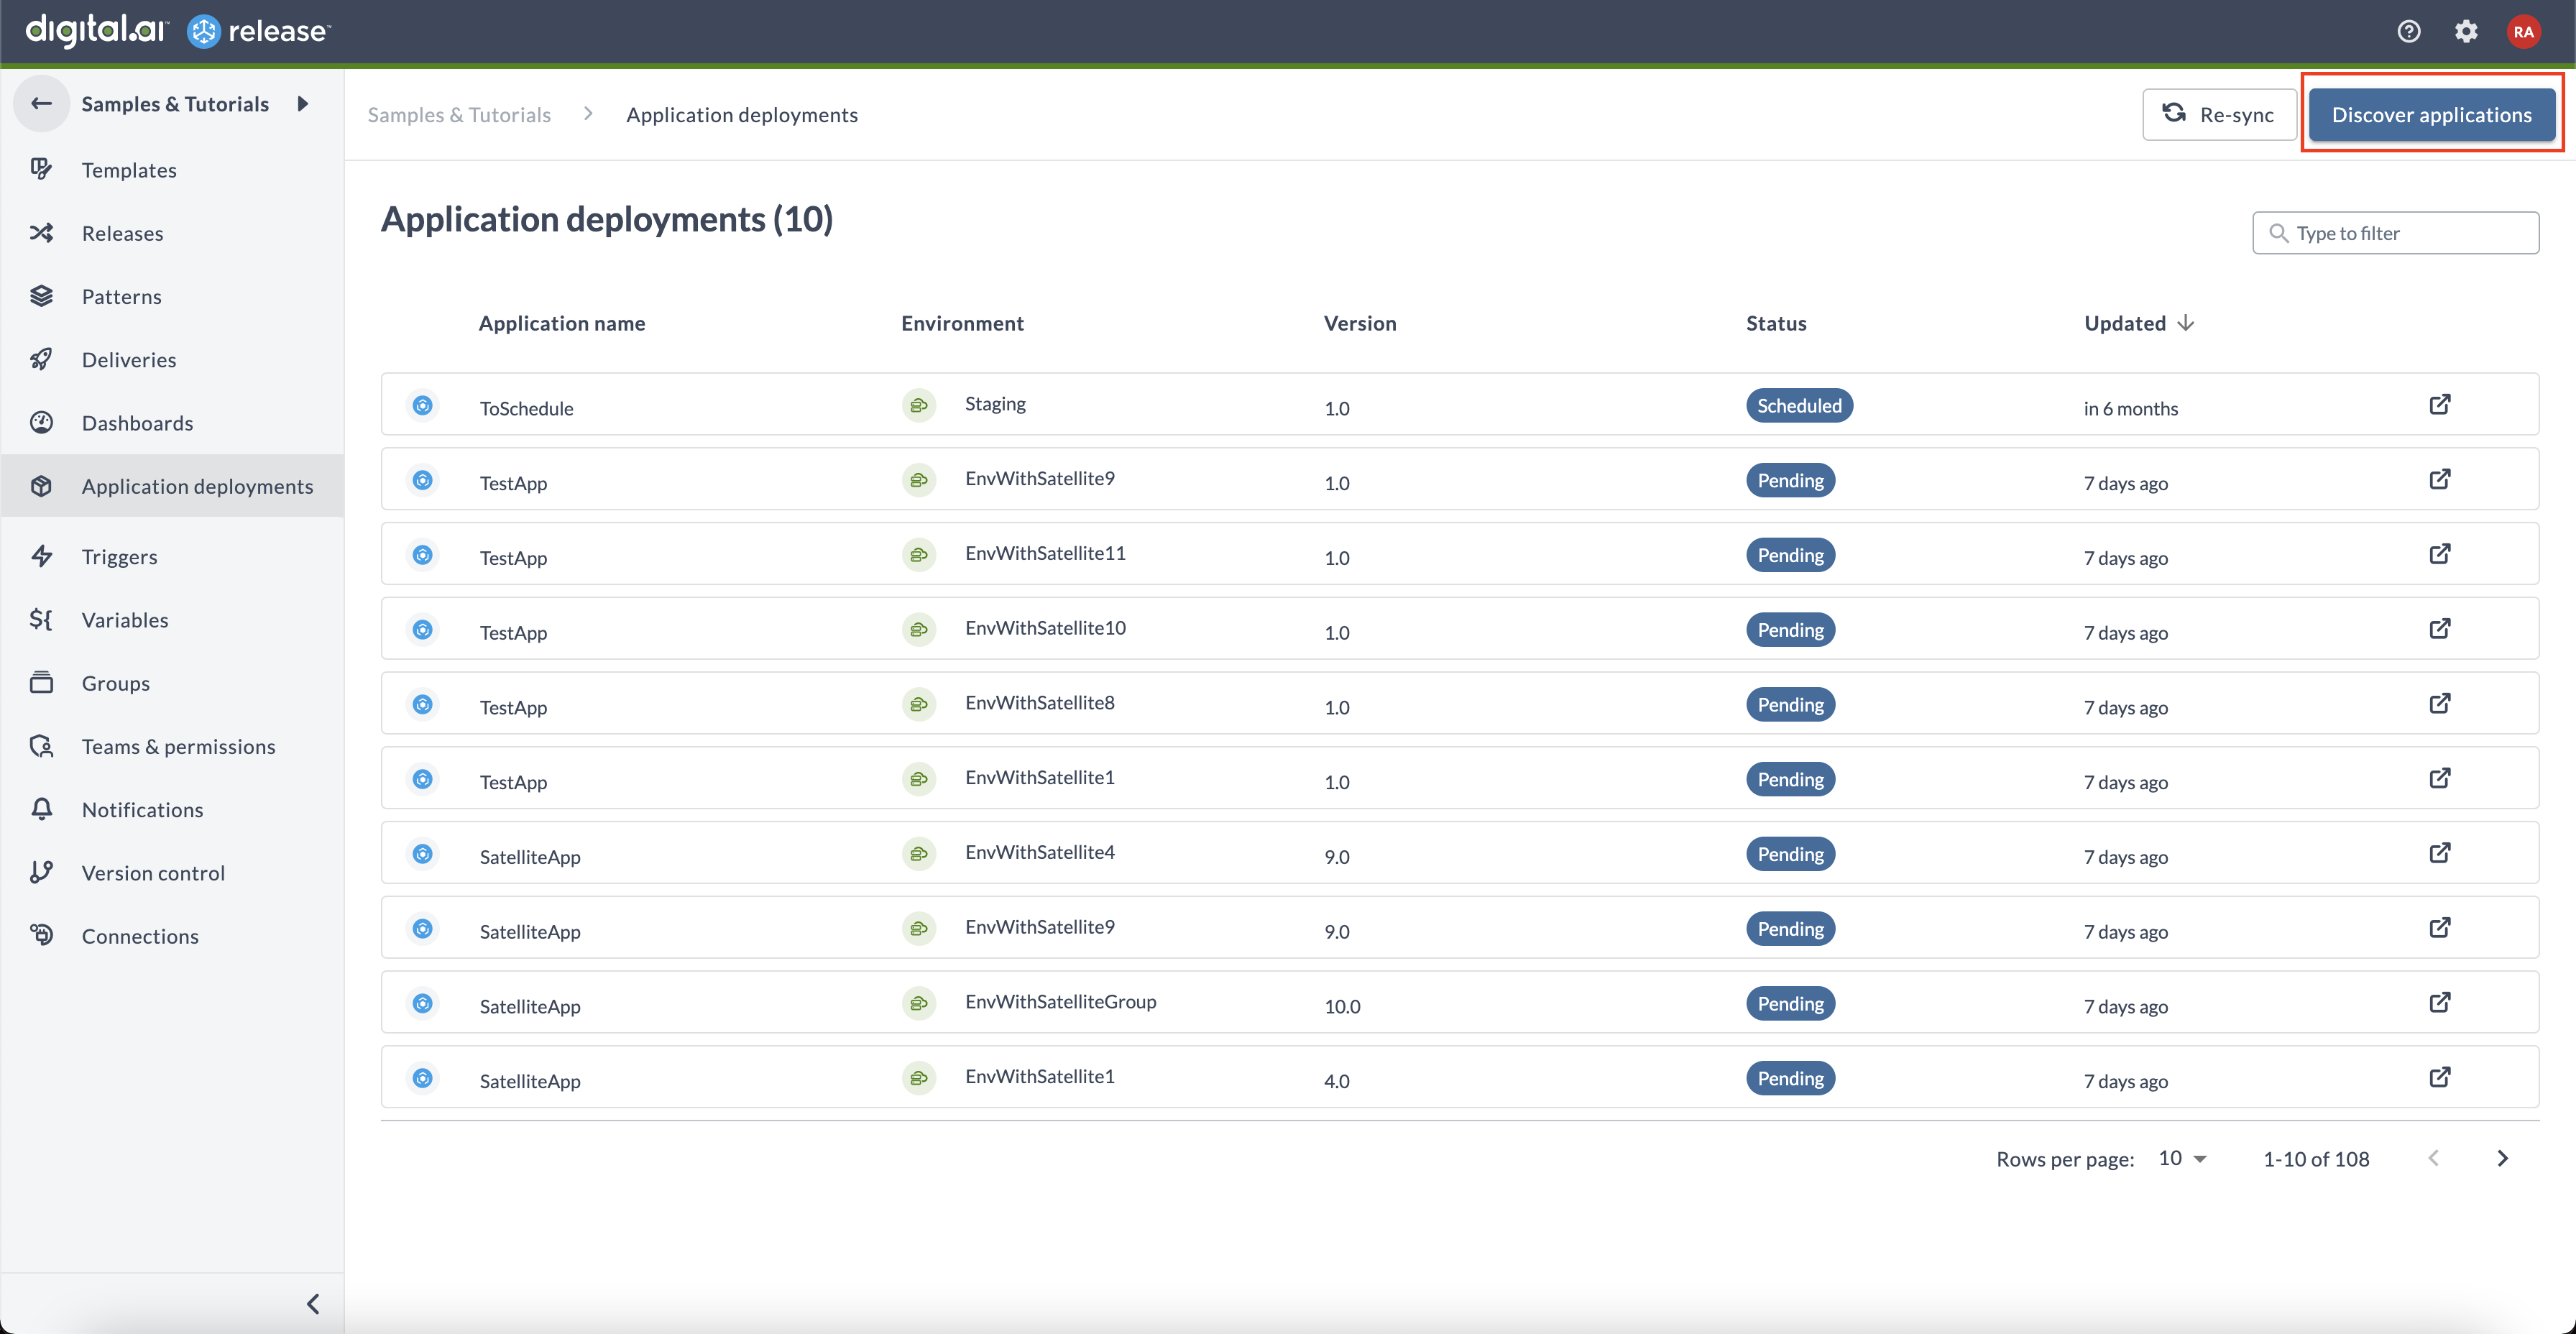 digital.ai™ release™
RA
Samples & Tutorials
Samples & Tutorials > Application deployments
Re-sync
Discover applications
Templates
Releases
Patterns
Deliveries
Dashboards
Application deployments
Triggers
Variables
Groups
Teams & permissions
Notifications
Version control
Connections
Application deployments (10)
Type to filter
Application name Environment Version Status Updated
ToSchedule Staging 1.0 Scheduled in 6 months
TestApp EnvWithSatellite9 1.0 Pending 7 days ago
TestApp EnvWithSatellite11 1.0 Pending 7 days ago
TestApp EnvWithSatellite10 1.0 Pending 7 days ago
TestApp EnvWithSatellite8 1.0 Pending 7 days ago
TestApp EnvWithSatellite1 1.0 Pending 7 days ago
SatelliteApp EnvWithSatellite4 9.0 Pending 7 days ago
SatelliteApp EnvWithSatellite9 9.0 Pending 7 days ago
SatelliteApp EnvWithSatelliteGroup 10.0 Pending 7 days ago
SatelliteApp EnvWithSatellite1 4.0 Pending 7 days ago
Rows per page: 10 1-10 of 108